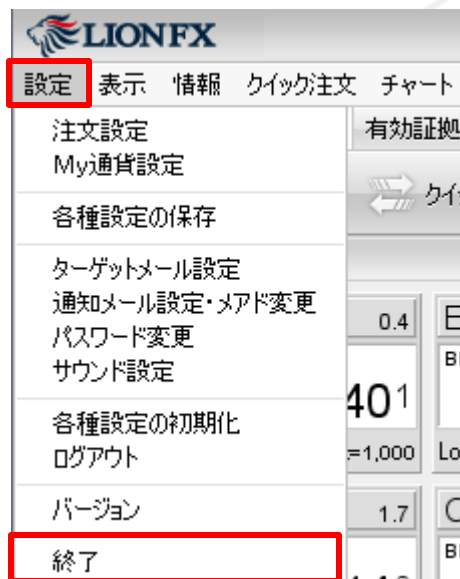 LION FX
設定 表示 情報 クイック注文 チャート
注文設定 有効証拠
My通貨設定
クイ
各種設定の保存
ターゲットメール設定
通知メール設定・メアド変更 0.4
パスワード変更
サウンド設定
401
各種設定の初期化
ログアウト =1,000 Lo
バージョン 1.7
終了